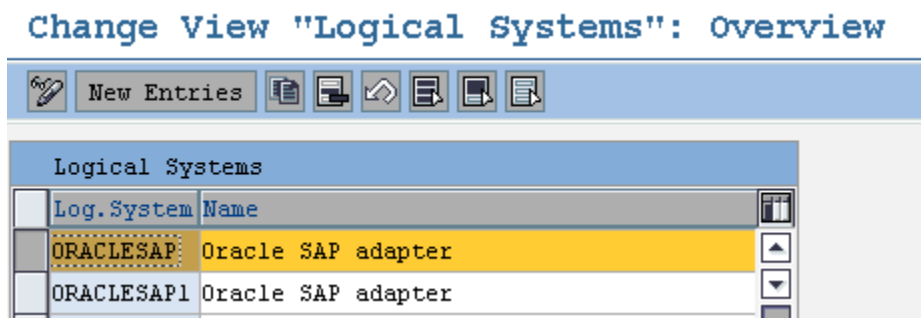 Change View "Logical Systems": Overview
New Entries
Logical Systems
Log.System Name
ORACLESAP Oracle SAP adapter
ORACLESAP1 Oracle SAP adapter